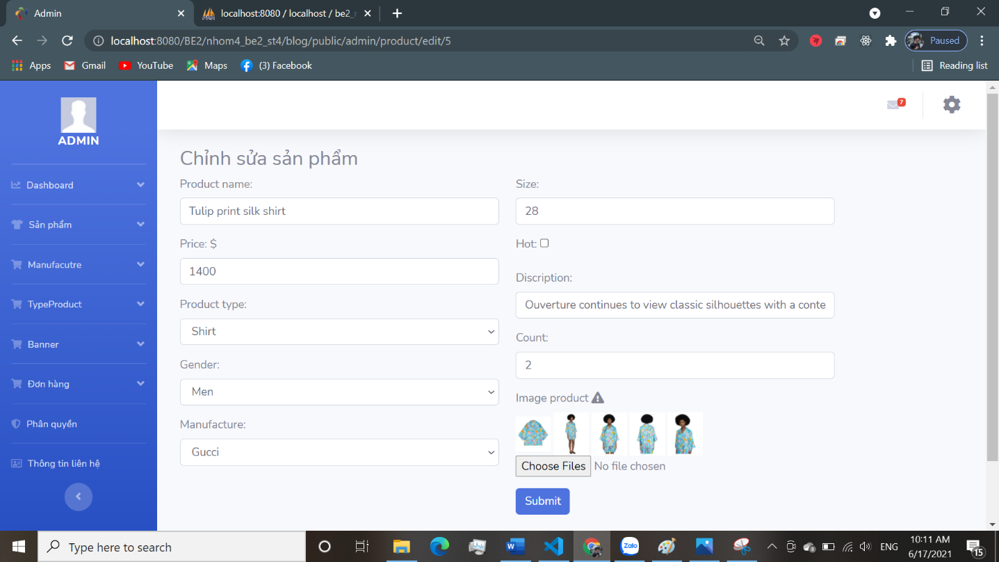 Admin
localhost:8080 / localhost / be2_
localhost:8080/BE2/nhom4_be2_st4/blog/public/admin/product/edit/5
Paused
Apps
Gmail
YouTube
Maps
(3) Facebook
Reading list
ADMIN
7
Dashboard
Sản phẩm
Manufacutre
TypeProduct
Banner
Đơn hàng
Phân quyền
Thông tin liên hệ
Chỉnh sửa sản phẩm
Product name:
Tulip print silk shirt
Price: $
1400
Product type:
Shirt
Gender:
Men
Manufacture:
Gucci
Size:
28
Hot:
Discription:
Ouverture continues to view classic silhouettes with a conte
Count:
2
Image product
Choose Files No file chosen
Submit
Type here to search
Zalo
ENG
10:11 AM
6/17/2021
15